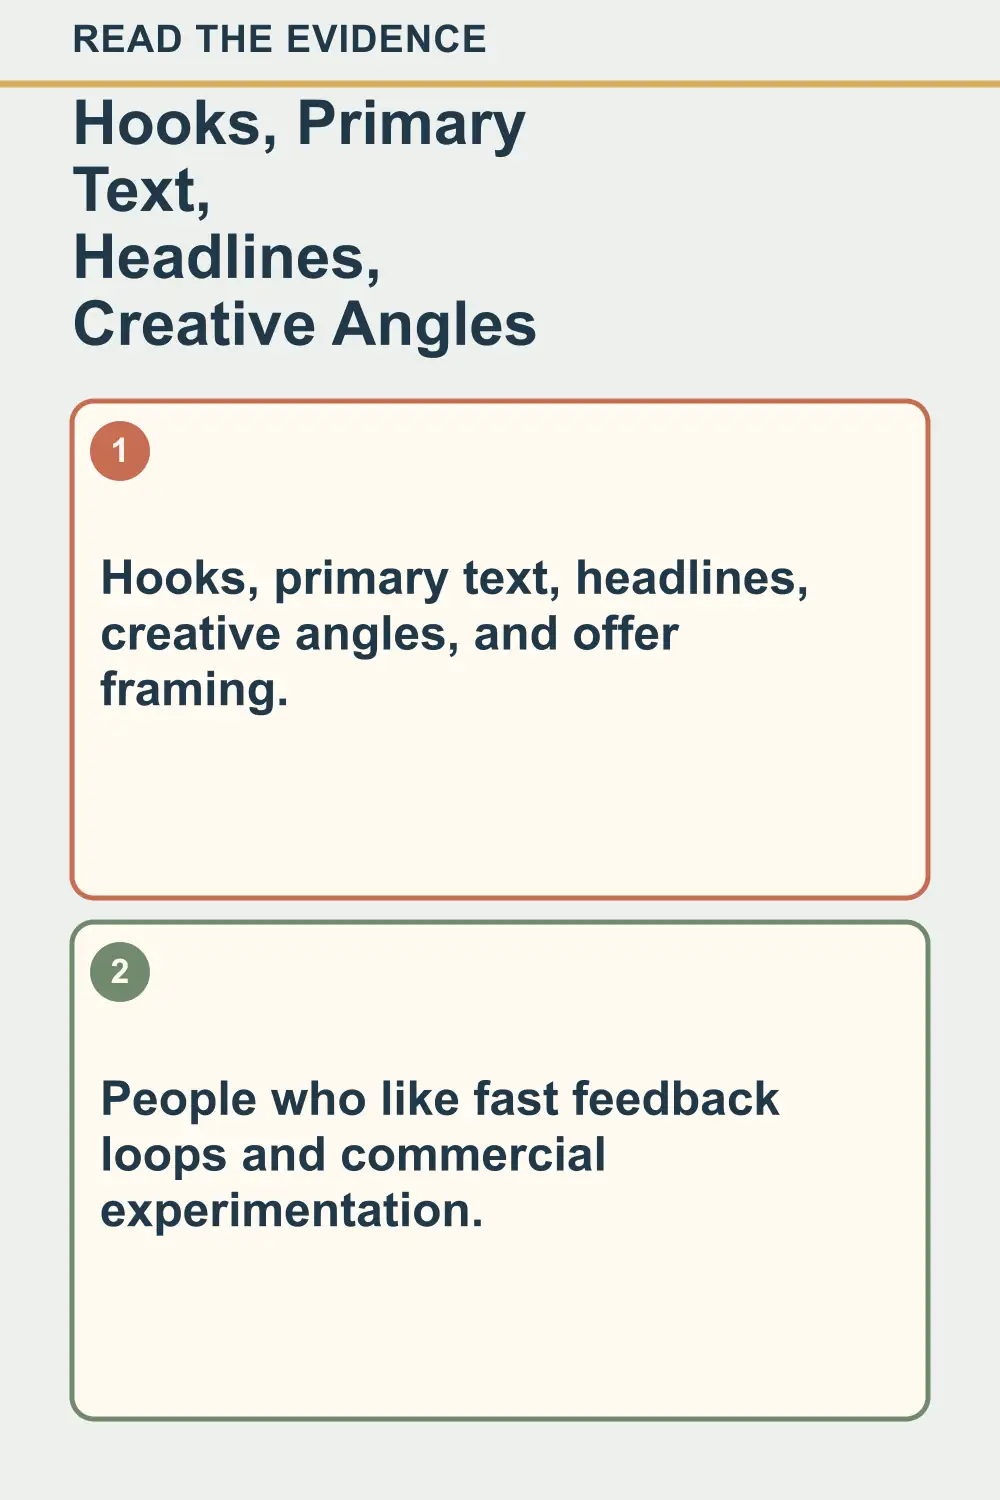 READ THE EVIDENCE
Hooks, Primary
Text,
Headlines,
Creative Angles
1
Hooks, primary text, headlines,
creative angles, and offer
framing.
2
People who like fast feedback
loops and commercial
experimentation.